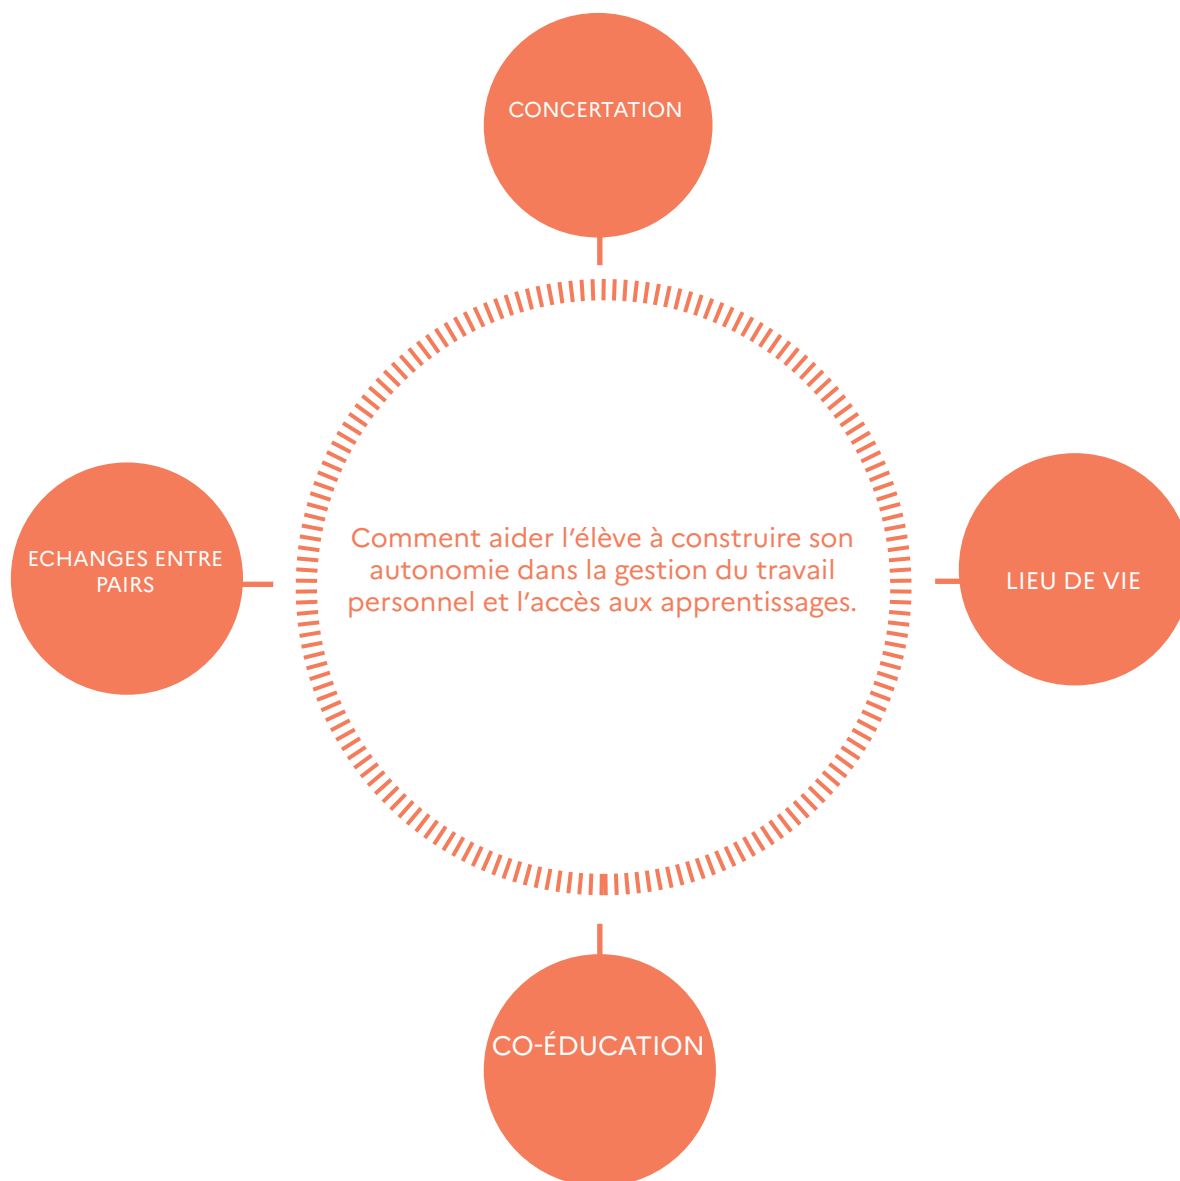 CONCERTATION
Comment aider l'élève à construire son
autonomie dans la gestion du travail
personnel et l'accès aux apprentissages.
ECHANGES ENTRE
PAIRS
LIEU DE VIE
CO-ÉDUCATION